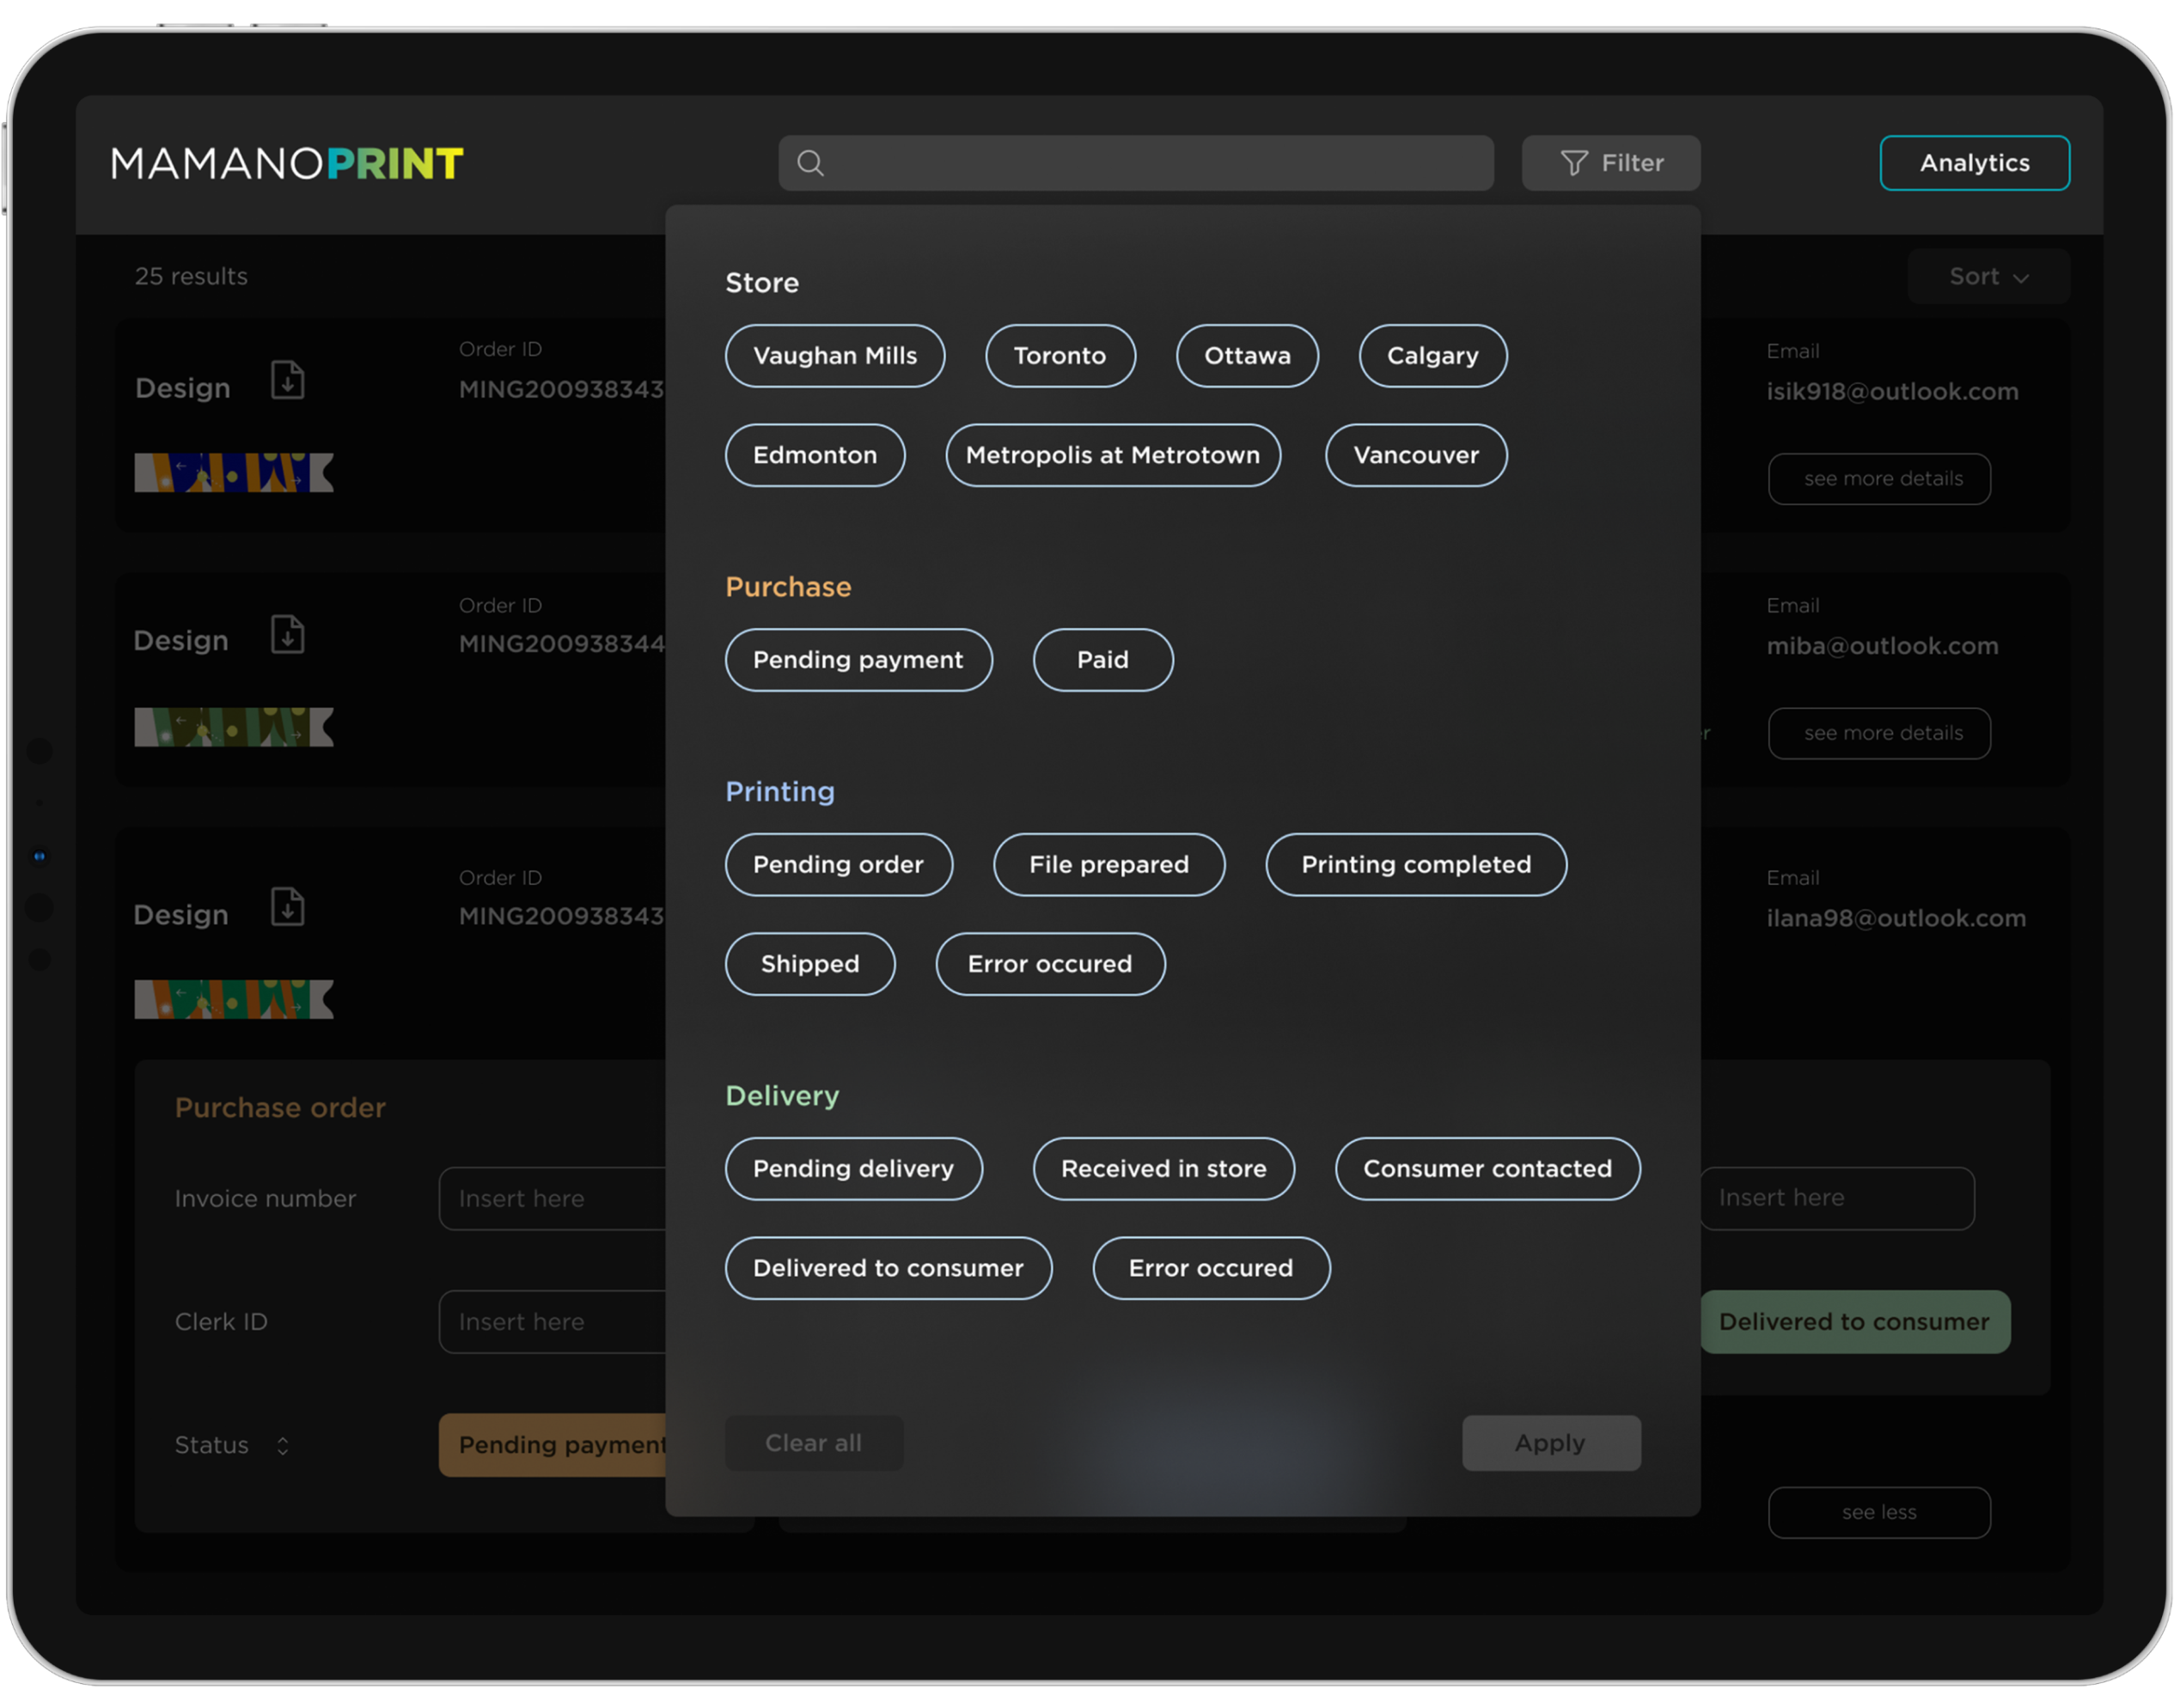 MAMANOPRINT
Filter
Analytics
25 results
Sort
Store
Vaughan Mills Toronto Ottawa Calgary
Edmonton Metropolis at Metrotown Vancouver
Purchase
Pending payment Paid
Printing
Pending order File prepared Printing completed
Shipped Error occured
Delivery
Pending delivery Received in store Consumer contacted
Delivered to consumer Error occured
Clear all Apply
Design
Order ID
MING200938343
Email
isik918@outlook.com
see more details
Design
Order ID
MING200938344
Email
miba@outlook.com
see more details
Design
Order ID
MING200938343
Email
ilana98@outlook.com
Purchase order
Invoice number Insert here
Insert here
Clerk ID Insert here
Delivered to consumer
Status Pending payment
see less